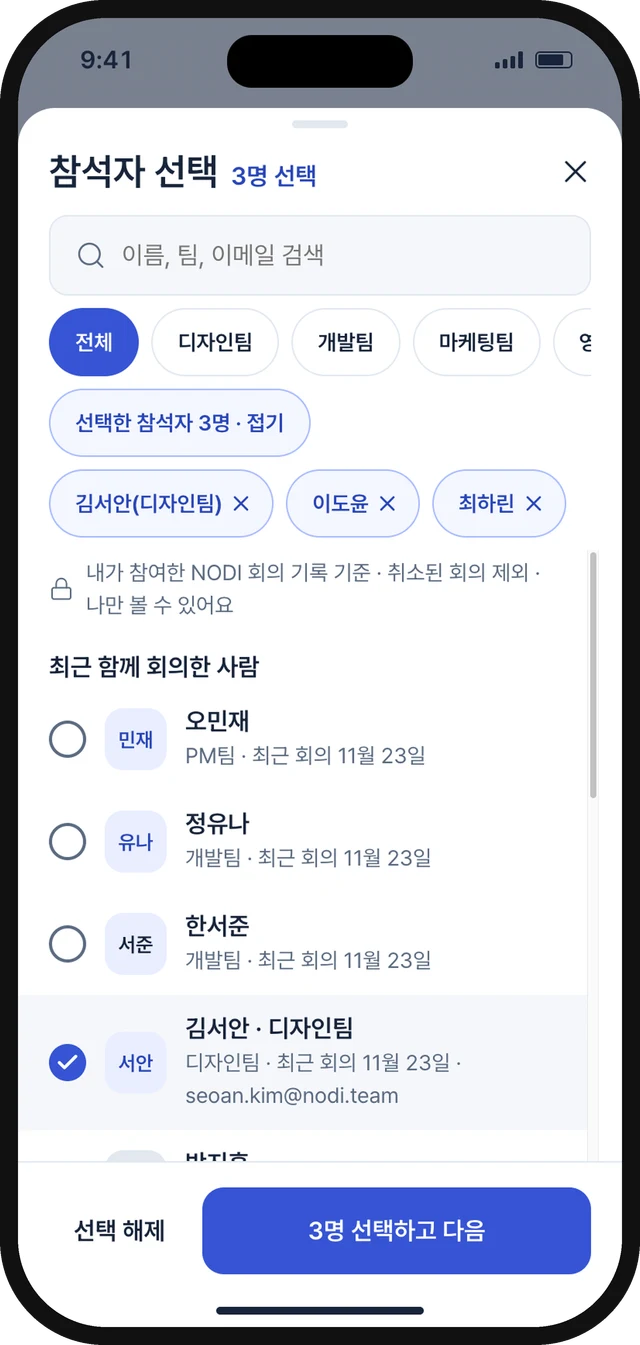 9:41
참석자 선택 3명 선택
이름, 팀, 이메일 검색
전체 디자인팀 개발팀 마케팅팀
선택한 참석자 3명 · 접기
김서안(디자인팀) 이도윤 최하린
내가 참여한 NODI 회의 기록 기준 · 취소된 회의 제외 ·
나만 볼 수 있어요
최근 함께 회의한 사람
민재 오민재
PM팀 · 최근 회의 11월 23일
유나 정유나
개발팀 · 최근 회의 11월 23일
서준 한서준
개발팀 · 최근 회의 11월 23일
서안 김서안 · 디자인팀
디자인팀 · 최근 회의 11월 23일 ·
seoan.kim@nodi.team
선택 해제 3명 선택하고 다음